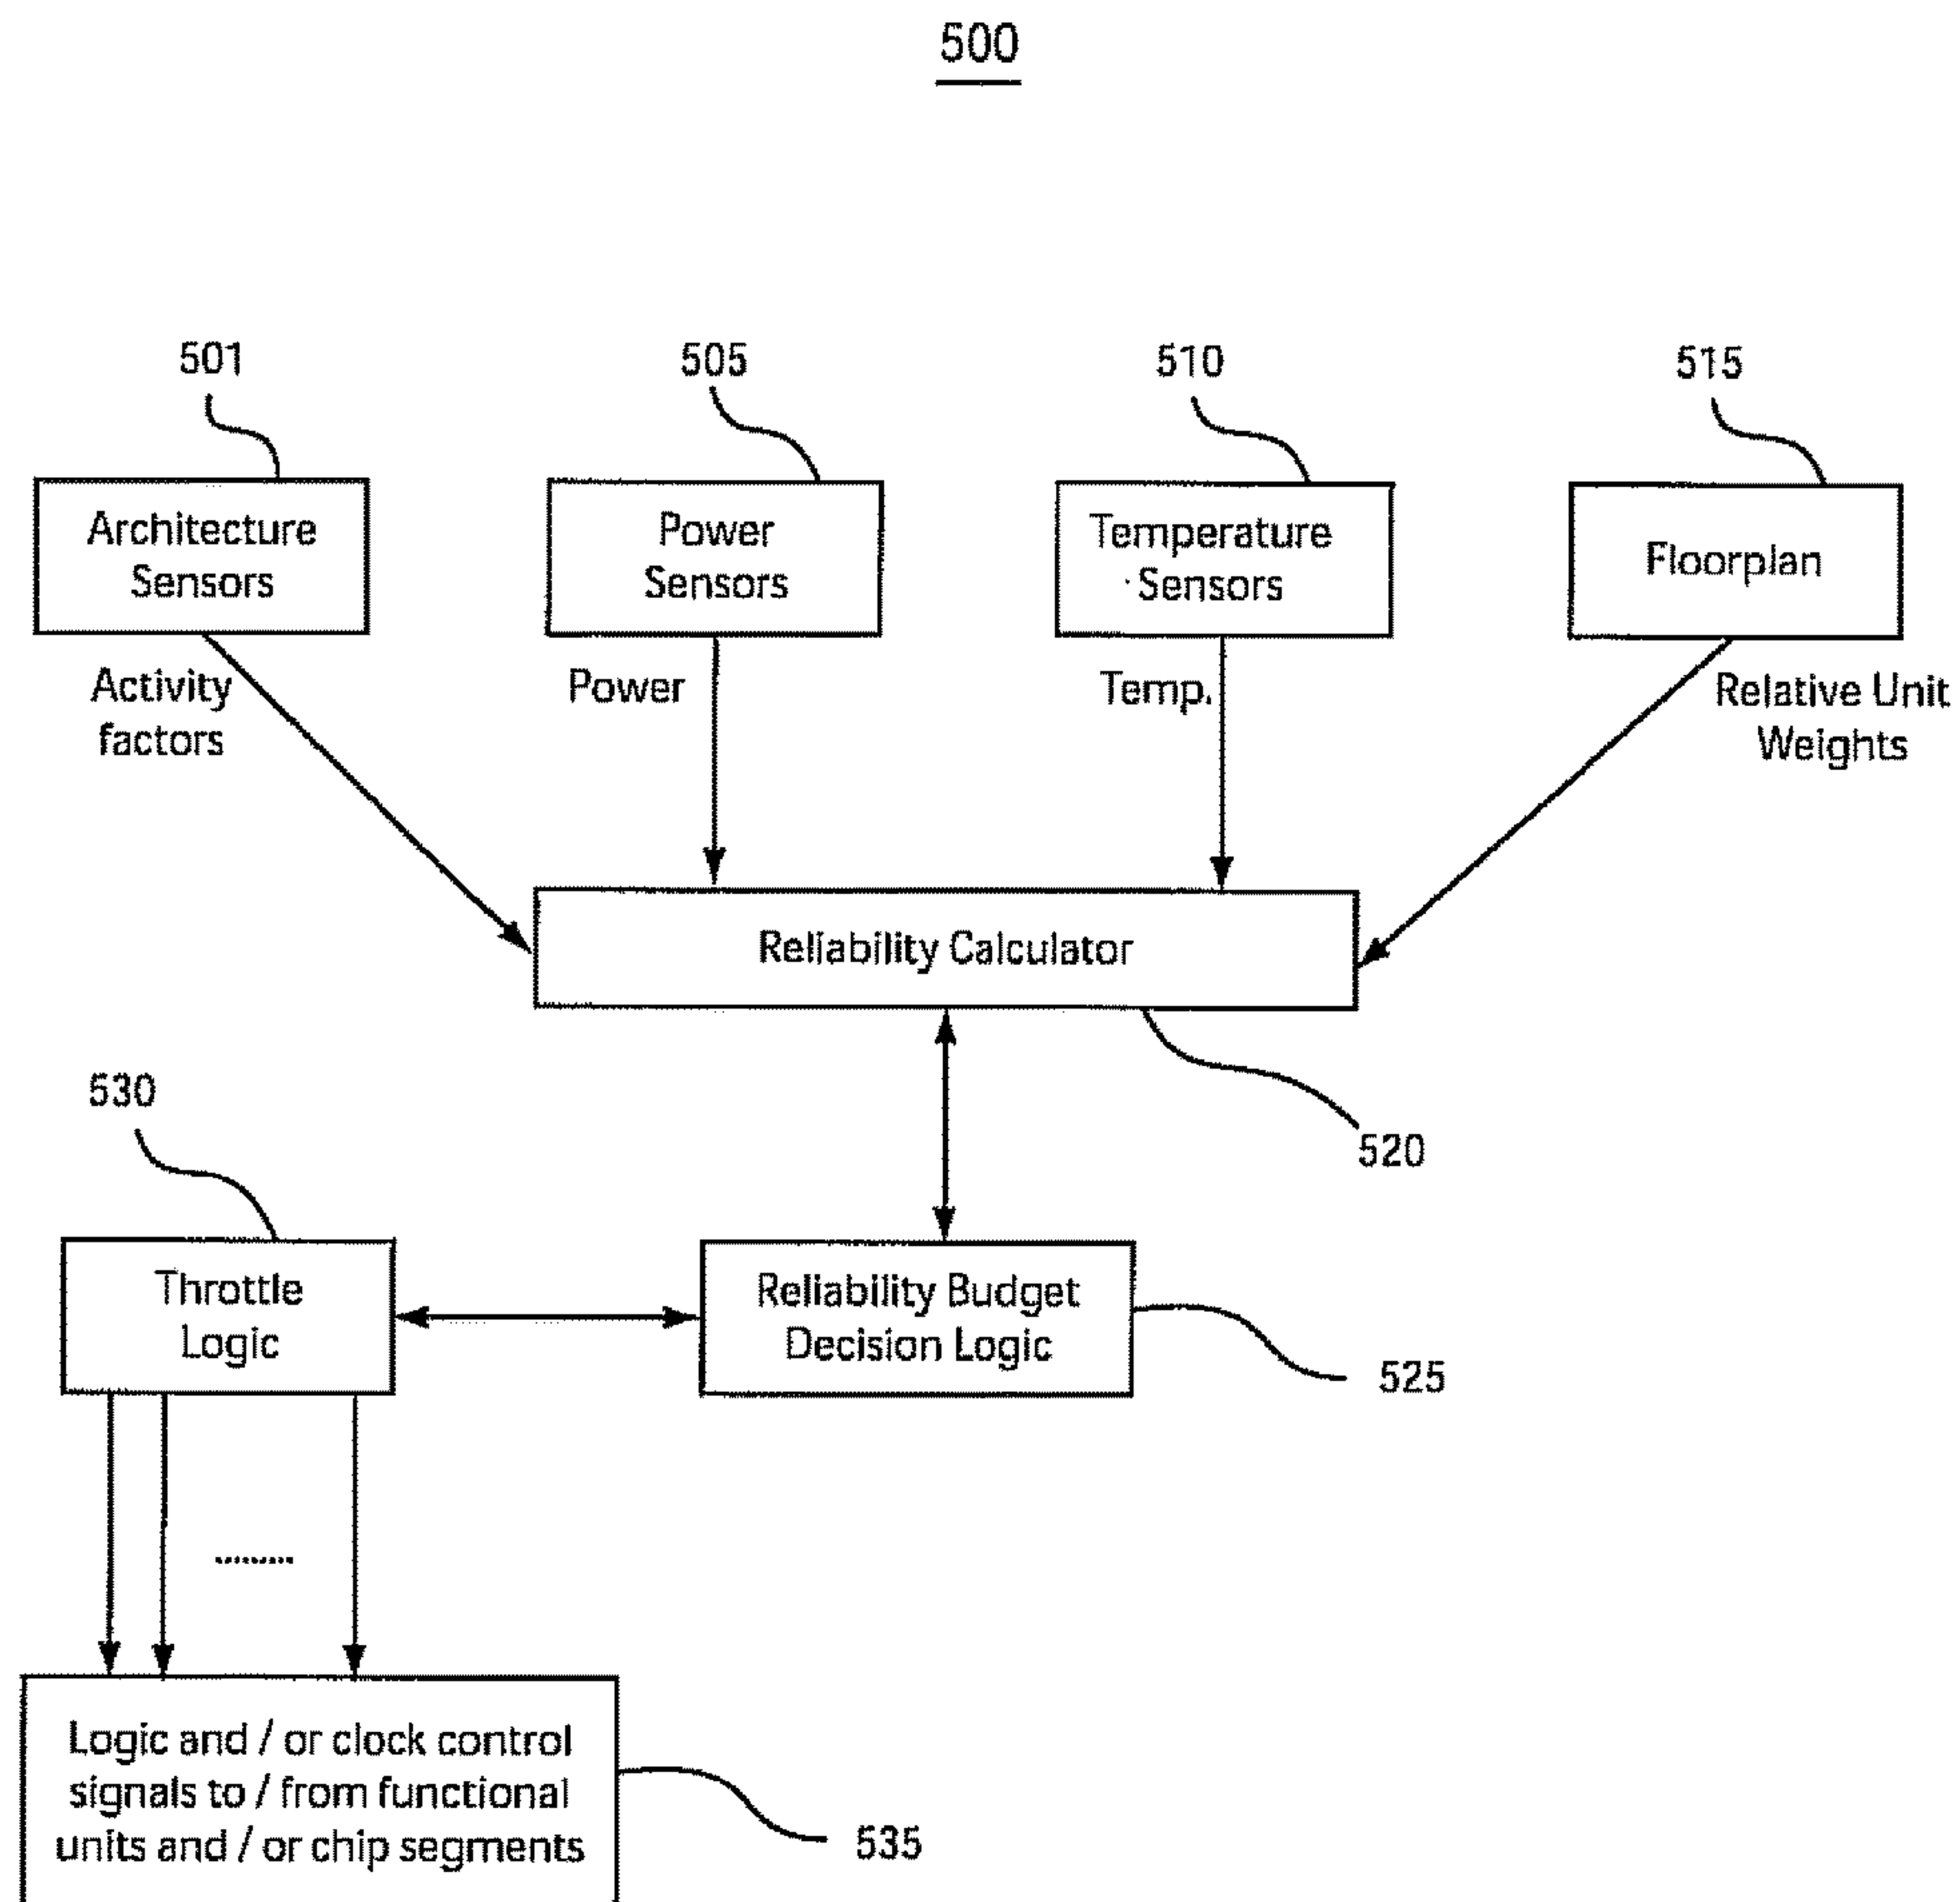 500
501
505
510
515
Architecture
Sensors
Power
Sensors
Temperature
Sensors
Floorplan
Activity
factors
Power
Temp.
Relative Unit
Weights
Reliability Calculator
520
530
Throttle
Logic
Reliability Budget
Decision Logic
525
Logic and / or clock control
signals to / from functional
units and / or chip segments
535